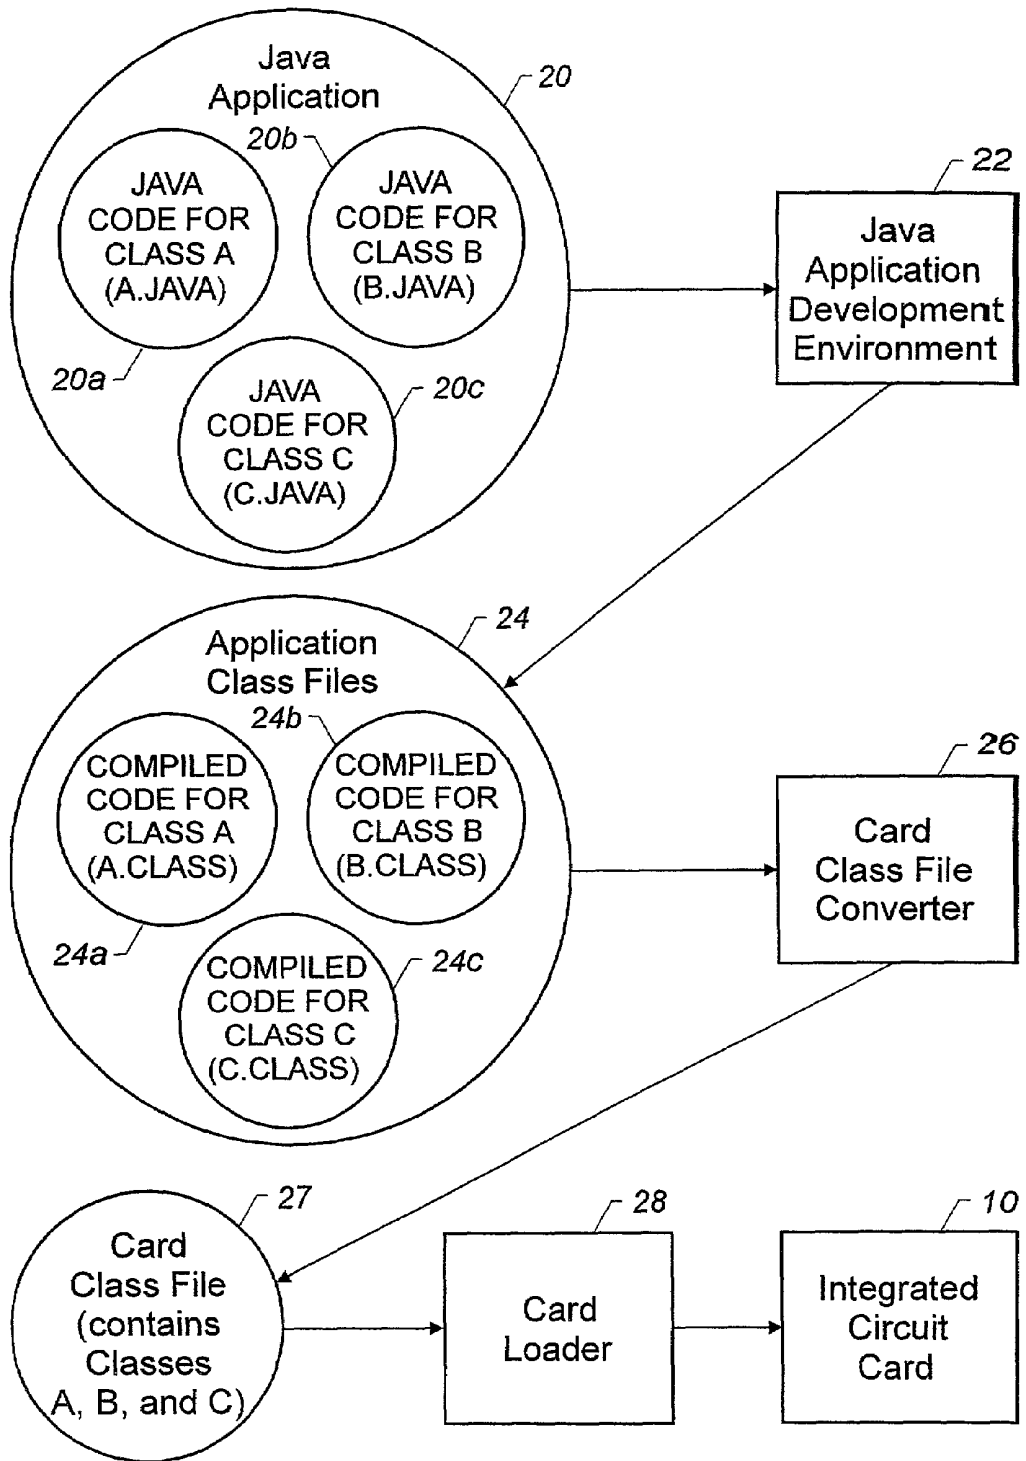 Java
Application
20
20a
JAVA
CODE FOR
CLASS A
(A.JAVA)
20b
JAVA
CODE FOR
CLASS B
(B.JAVA)
20c
JAVA
CODE FOR
CLASS C
(C.JAVA)
22
Java
Application
Development
Environment
24
Application
Class Files
24a
COMPILED
CODE FOR
CLASS A
(A.CLASS)
24b
COMPILED
CODE FOR
CLASS B
(B.CLASS)
24c
COMPILED
CODE FOR
CLASS C
(C.CLASS)
26
Card
Class File
Converter
27
Card
Class File
(contains
Classes
A, B, and C)
28
Card
Loader
10
Integrated
Circuit
Card